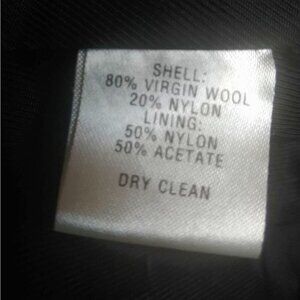 SHELL:
80% VIRGIN WOOL
20% NYLON
LINING:
50% NYLON
50% ACETATE
DRY CLEAN